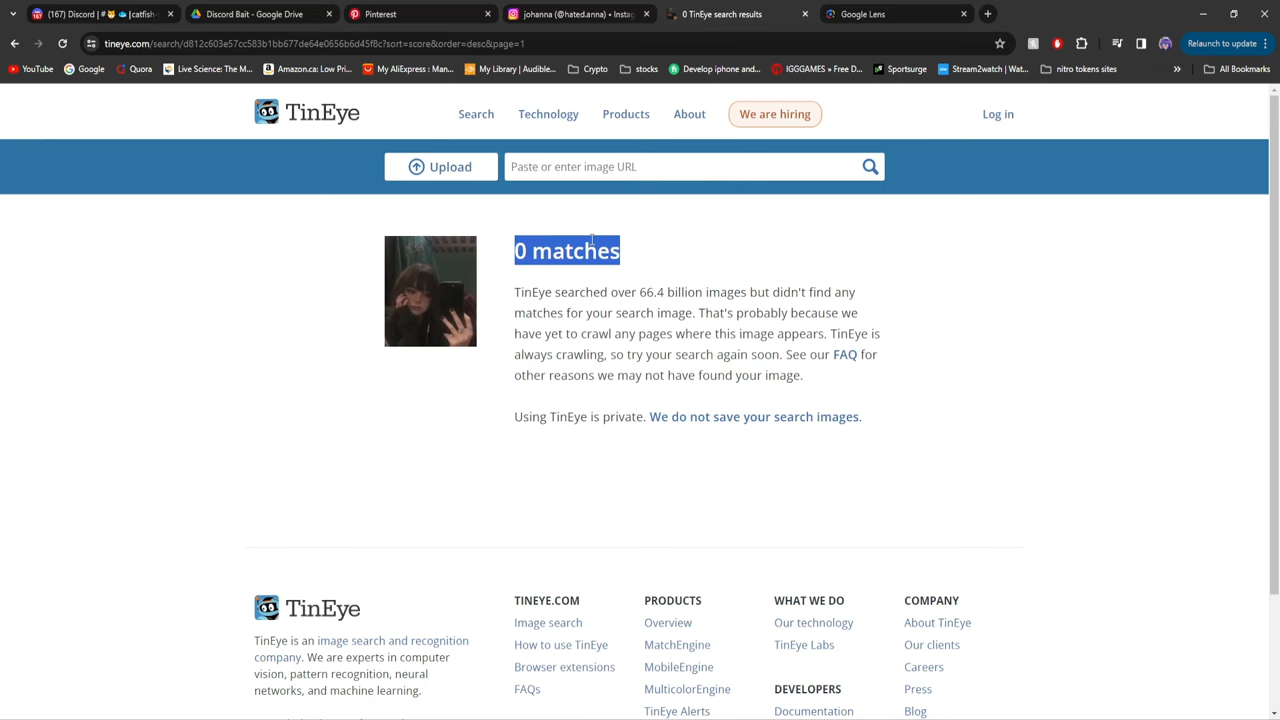 (167) Discord | # 🐱 🐟 |catfish-
Discord Bait - Google Drive
Pinterest
johanna (@hated.anna) • Insta
0 TinEye search results
Google Lens
tineye.com/search/d812c603e57cc583b1bb677de64e0656b6d45f8c?sort=score&order=desc&page=1
Relaunch to update
YouTube
Google
Quora
Live Science: The M...
Amazon.ca: Low Pri...
My AliExpress : Man...
My Library | Audible...
Crypto
stocks
Develop iphone and...
IGGGAMES » Free D...
Sportsurge
Stream2watch | Wat...
nitro tokens sites
»
All Bookmarks
TinEye
Search
Technology
Products
About
We are hiring
Log in
Upload
Paste or enter image URL
0 matches
TinEye searched over 66.4 billion images but didn't find any
matches for your search image. That's probably because we
have yet to crawl any pages where this image appears. TinEye is
always crawling, so try your search again soon. See our FAQ for
other reasons we may not have found your image.
Using TinEye is private. We do not save your search images.
TinEye
TinEye is an image search and recognition
company. We are experts in computer
vision, pattern recognition, neural
networks, and machine learning.
TINEYE.COM
Image search
How to use TinEye
Browser extensions
FAQs
PRODUCTS
Overview
MatchEngine
MobileEngine
MulticolorEngine
TinEye Alerts
WHAT WE DO
Our technology
TinEye Labs
DEVELOPERS
Documentation
COMPANY
About TinEye
Our clients
Careers
Press
Blog